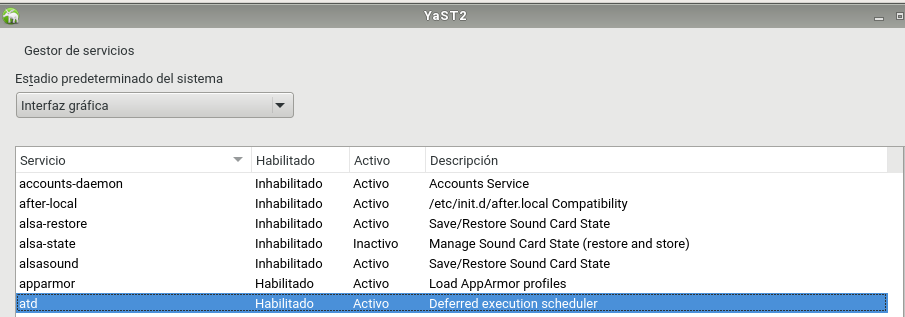 YaST2
Gestor de servicios
Estadio predeterminado del sistema
Interfaz gráfica
Servicio Habilitado Activo Descripción
accounts-daemon Inhabilitado Activo Accounts Service
after-local Inhabilitado Activo /etc/init.d/after.local Compatibility
alsa-restore Inhabilitado Activo Save/Restore Sound Card State
alsa-state Inhabilitado Inactivo Manage Sound Card State (restore and store)
alsasound Inhabilitado Activo Save/Restore Sound Card State
apparmor Habilitado Activo Load AppArmor profiles
atd Habilitado Activo Deferred execution scheduler